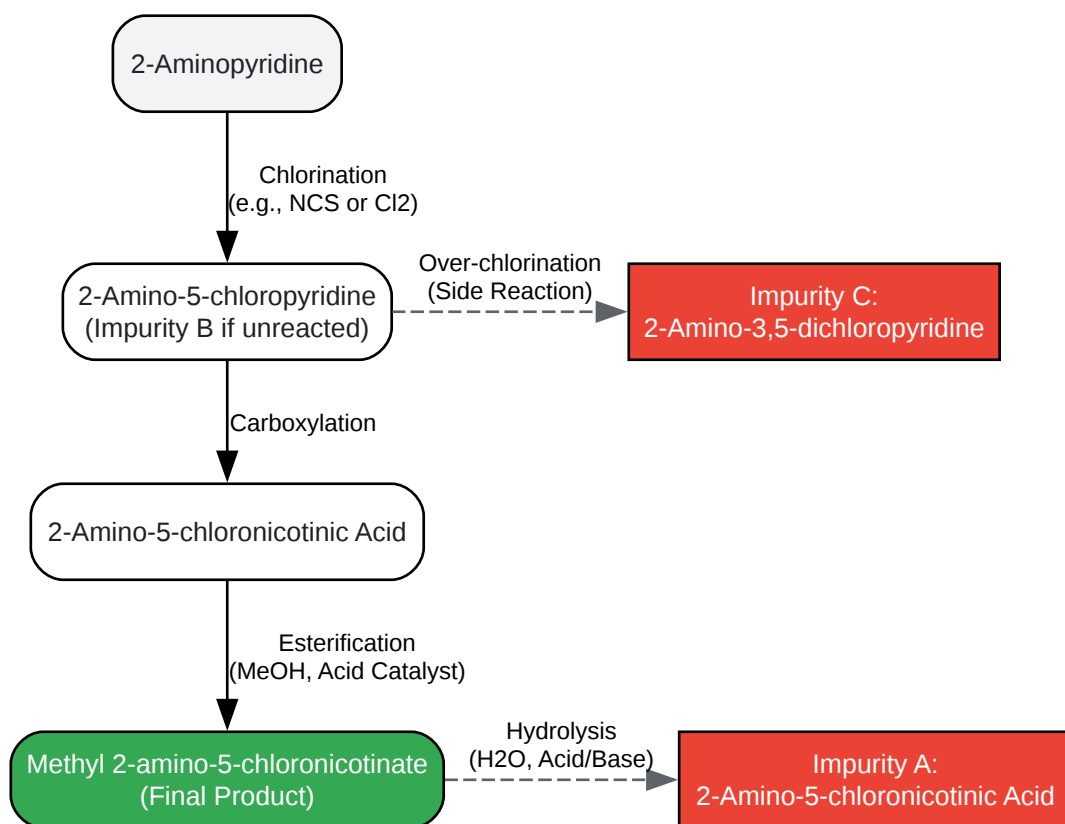 2-Aminopyridine
Chlorination
(e.g., NCS or Cl2)
2-Amino-5-chloropyridine
(Impurity B if unreacted)
Over-chlorination
(Side Reaction)
Impurity C:
2-Amino-3,5-dichloropyridine
Carboxylation
2-Amino-5-chloronicotinic Acid
Esterification
(MeOH, Acid Catalyst)
Methyl 2-amino-5-chloronicotinate
(Final Product)
Hydrolysis
(H2O, Acid/Base)
Impurity A:
2-Amino-5-chloronicotinic Acid